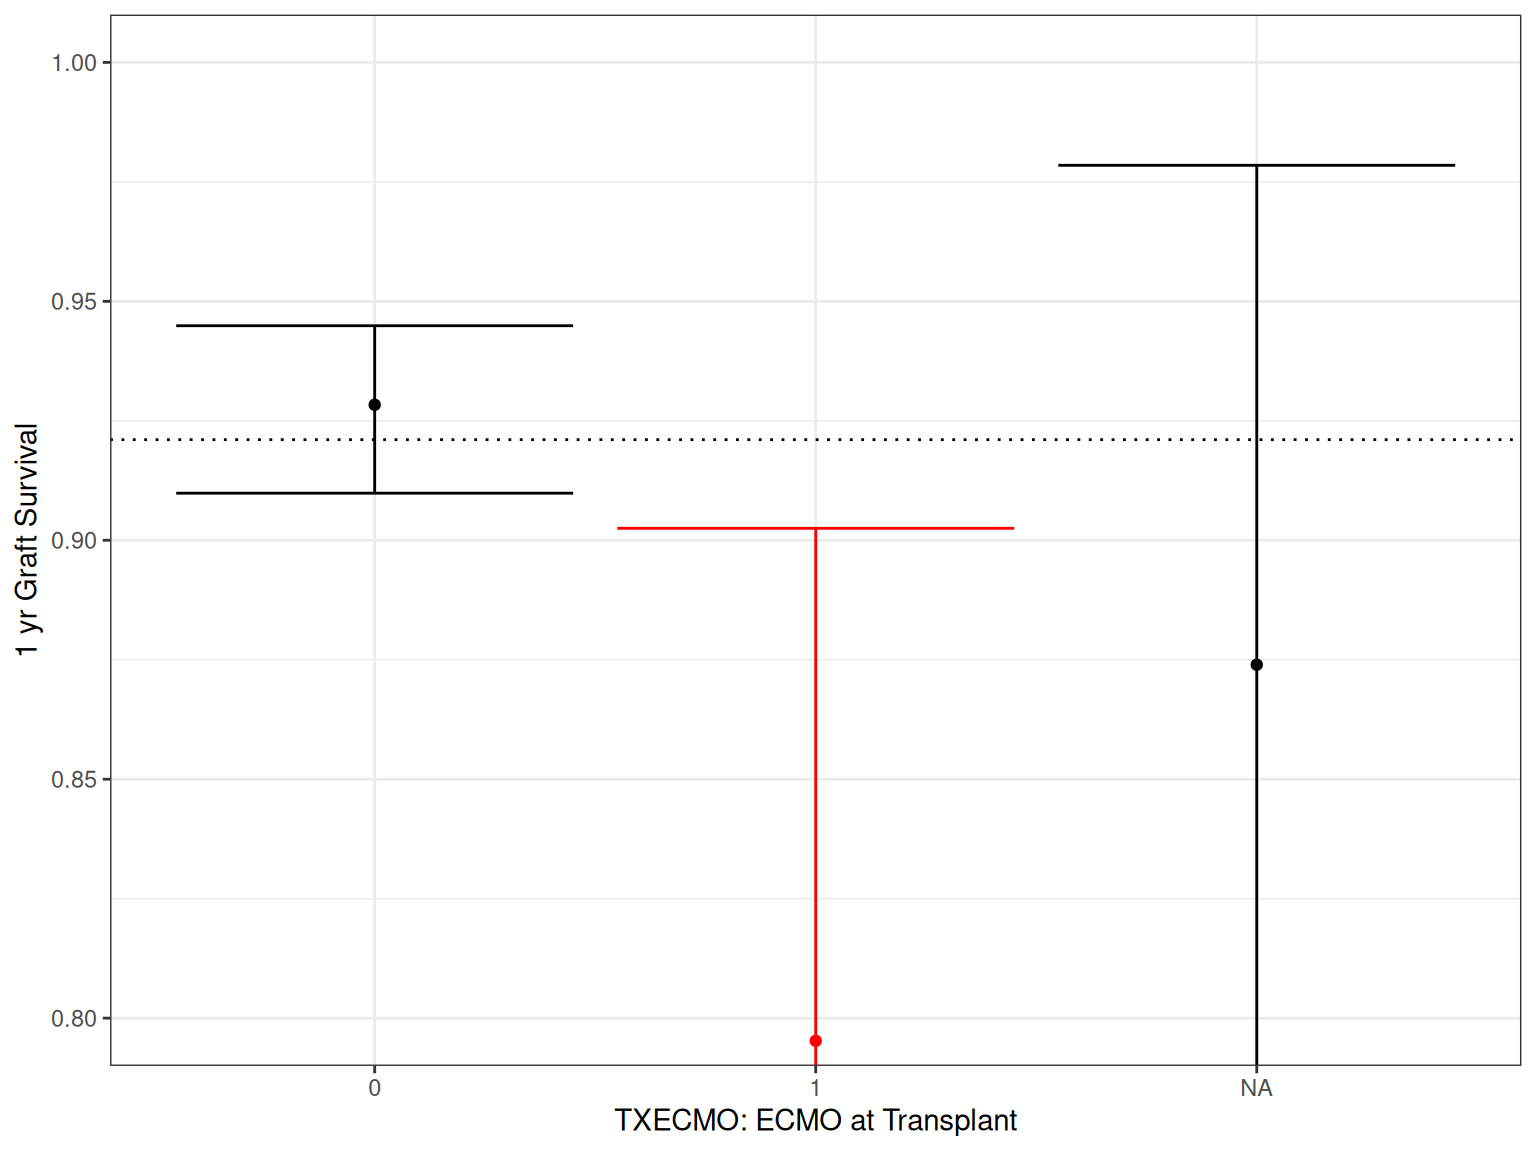 1.00
0.95
0.90
0.85
0.80
1 yr Graft Survival
0 1 NA
TXECMO: ECMO at Transplant